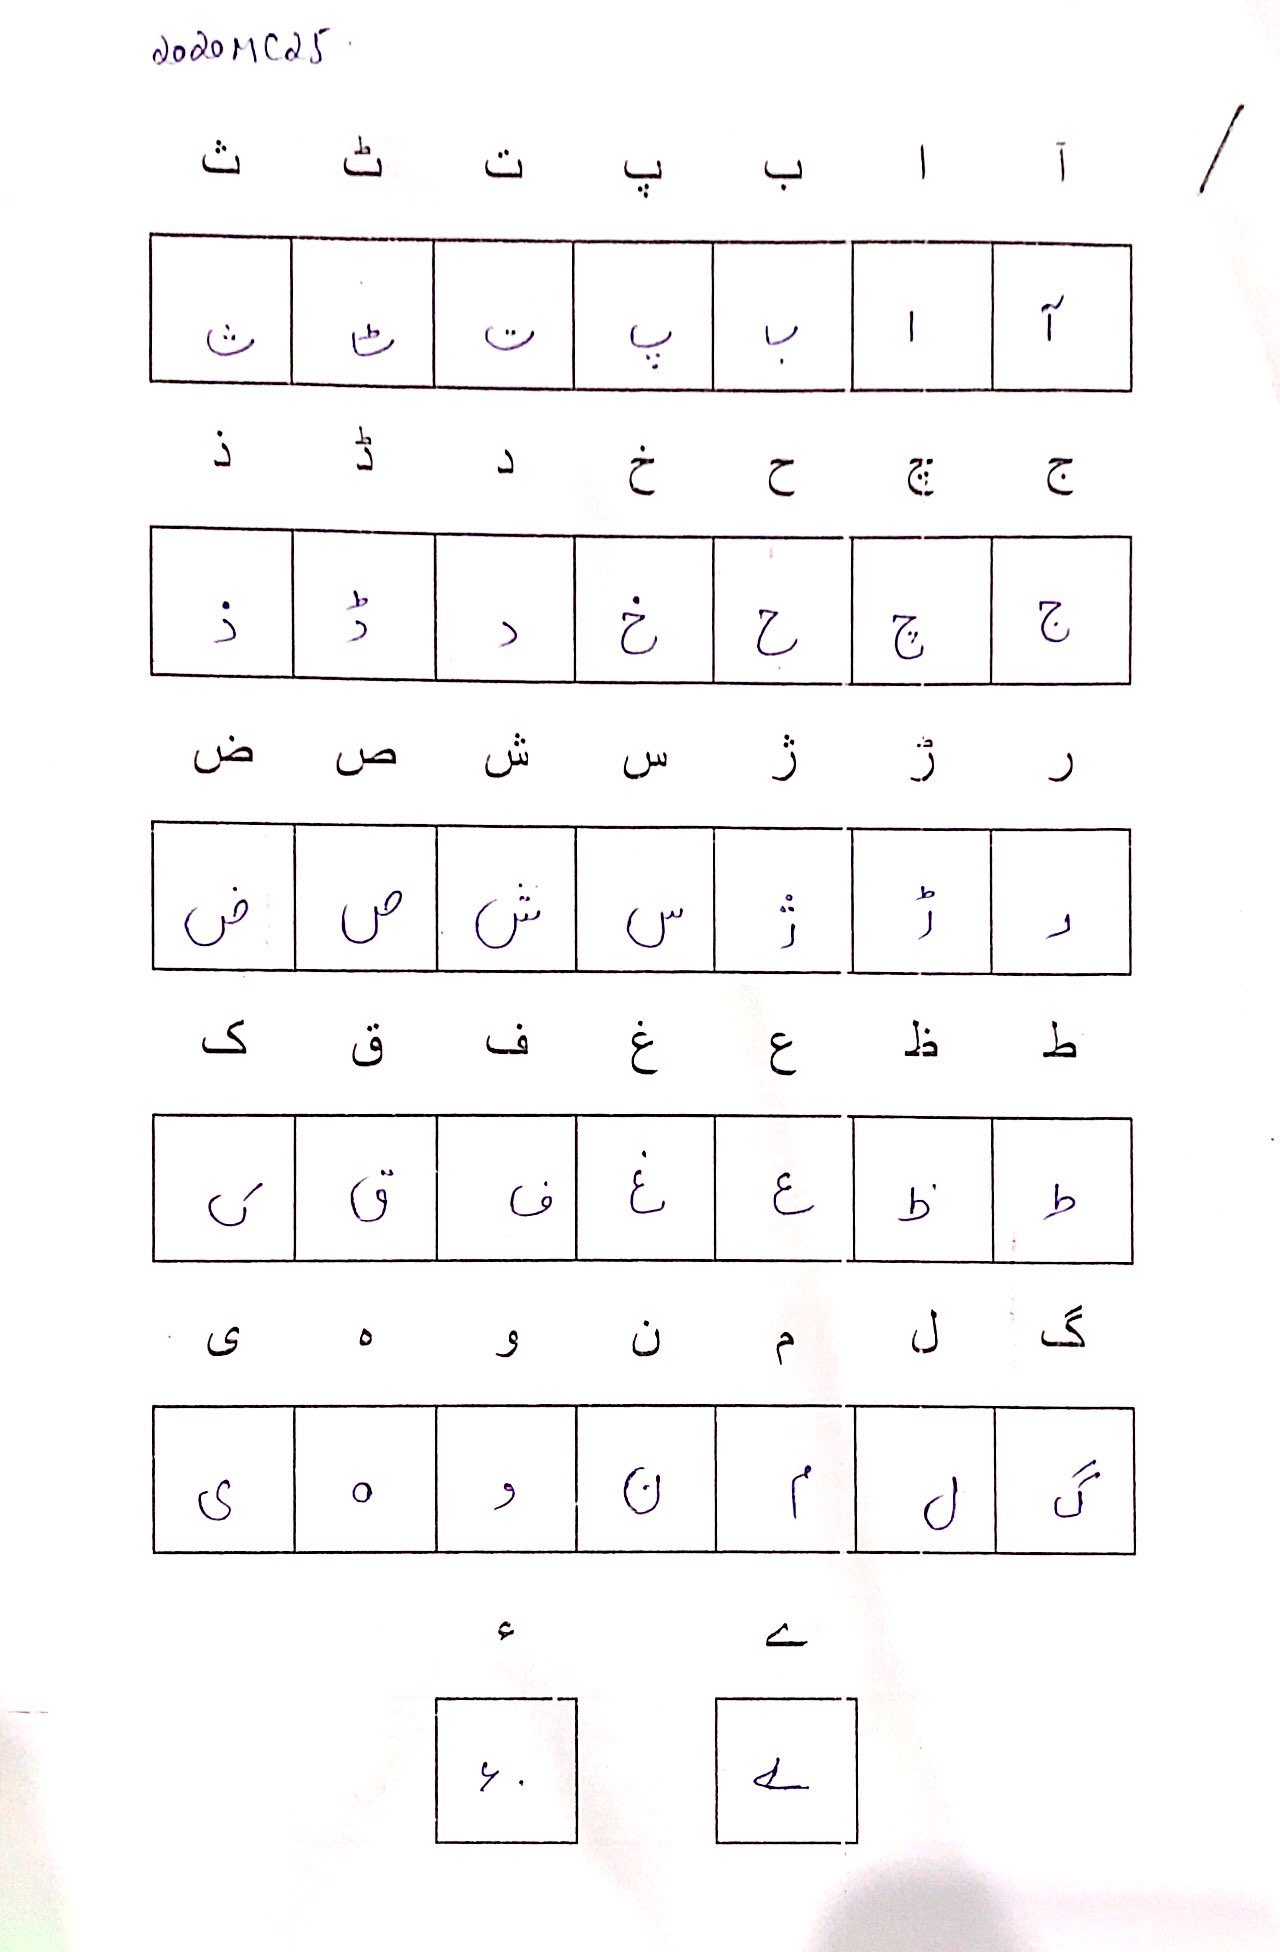 2020MC25
آ ا ب پ ت ٹ ث
آ ا ب پ ت ٹ ث
ج چ ح خ د ڈ ذ
ج چ ح خ د ڈ ذ
ر ڑ ژ س ش ص ض
ر ڑ ژ س ش ص ض
ط ظ ع غ ف ق ک
ط ظ ع غ ف ق ک
گ ل م ن و ہ ی
گ ل م ن و ہ ی
ے ء
ے ء